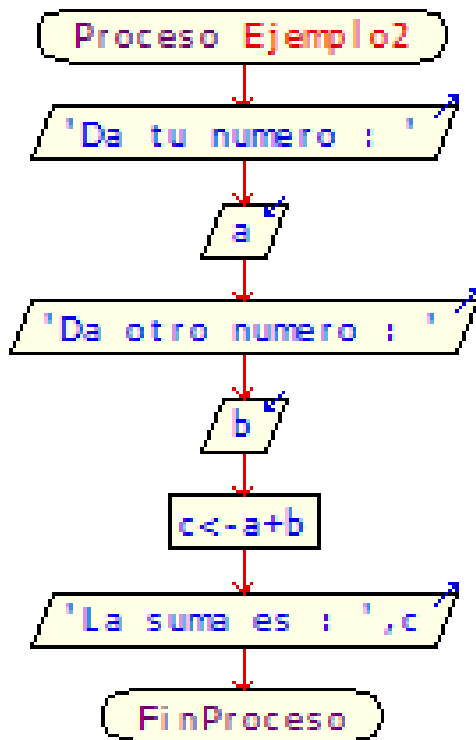 Proceso Ejemplo2
'Da tu numero : '
a
'Da otro numero : '
b
c<-a+b
'La suma es : ',c
FinProceso